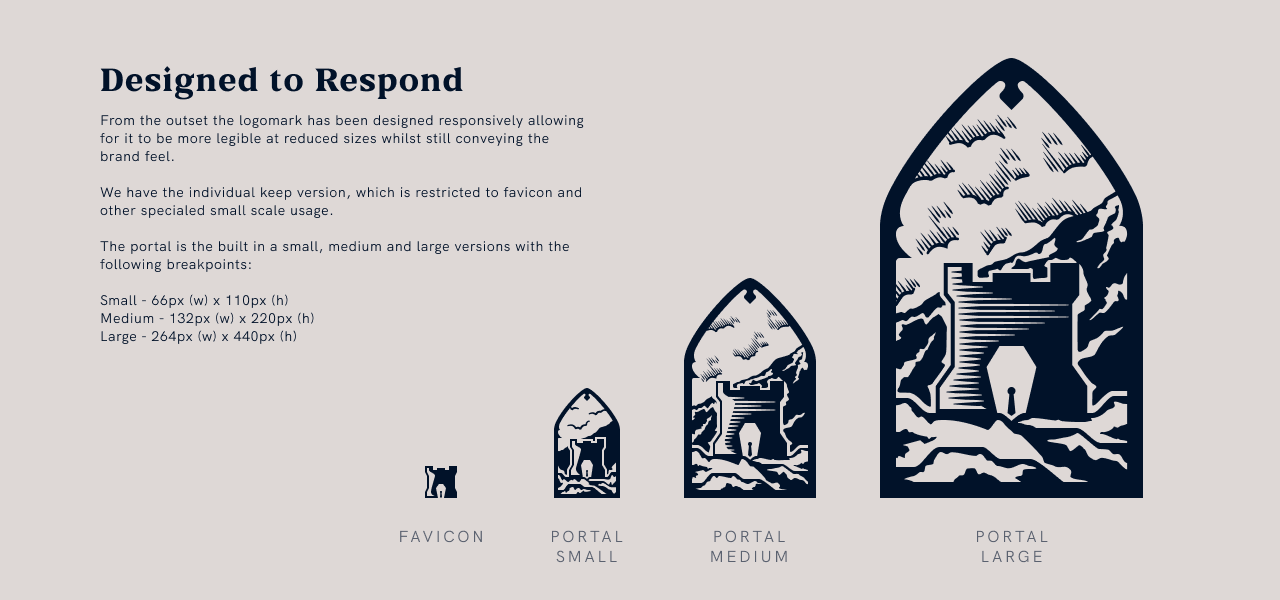 Designed to Respond
From the outset the logomark has been designed responsively allowing
for it to be more legible at reduced sizes whilst still conveying the
brand feel.
We have the individual keep version, which is restricted to favicon and
other specialed small scale usage.
The portal is the built in a small, medium and large versions with the
following breakpoints:
Small - 66px (w) x 110px (h)
Medium - 132px (w) x 220px (h)
Large - 264px (w) x 440px (h)
FAVICON
PORTAL
SMALL
PORTAL
MEDIUM
PORTAL
LARGE